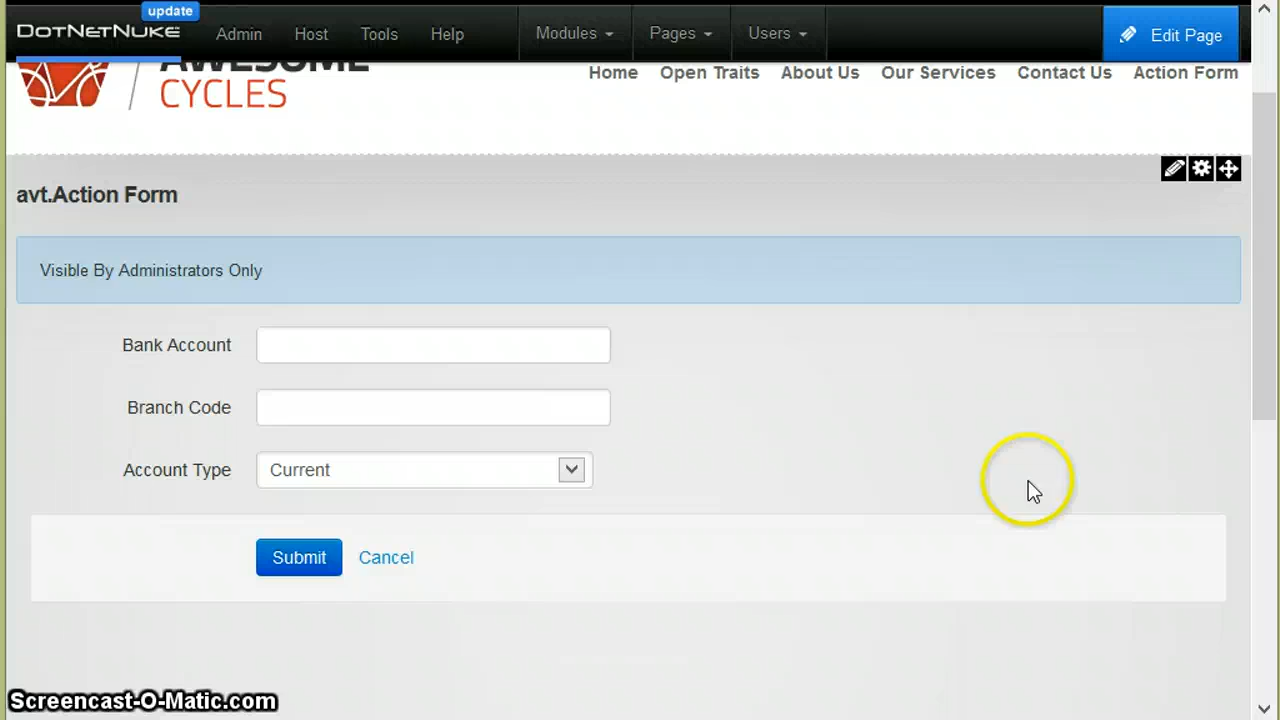 update
DotNetNuke Admin Host Tools Help Modules Pages Users Edit Page
AWESOME
CYCLES
Home Open Traits About Us Our Services Contact Us Action Form
avt.Action Form
Visible By Administrators Only
Bank Account
Branch Code
Account Type Current
Submit Cancel
Screencast-O-Matic.com